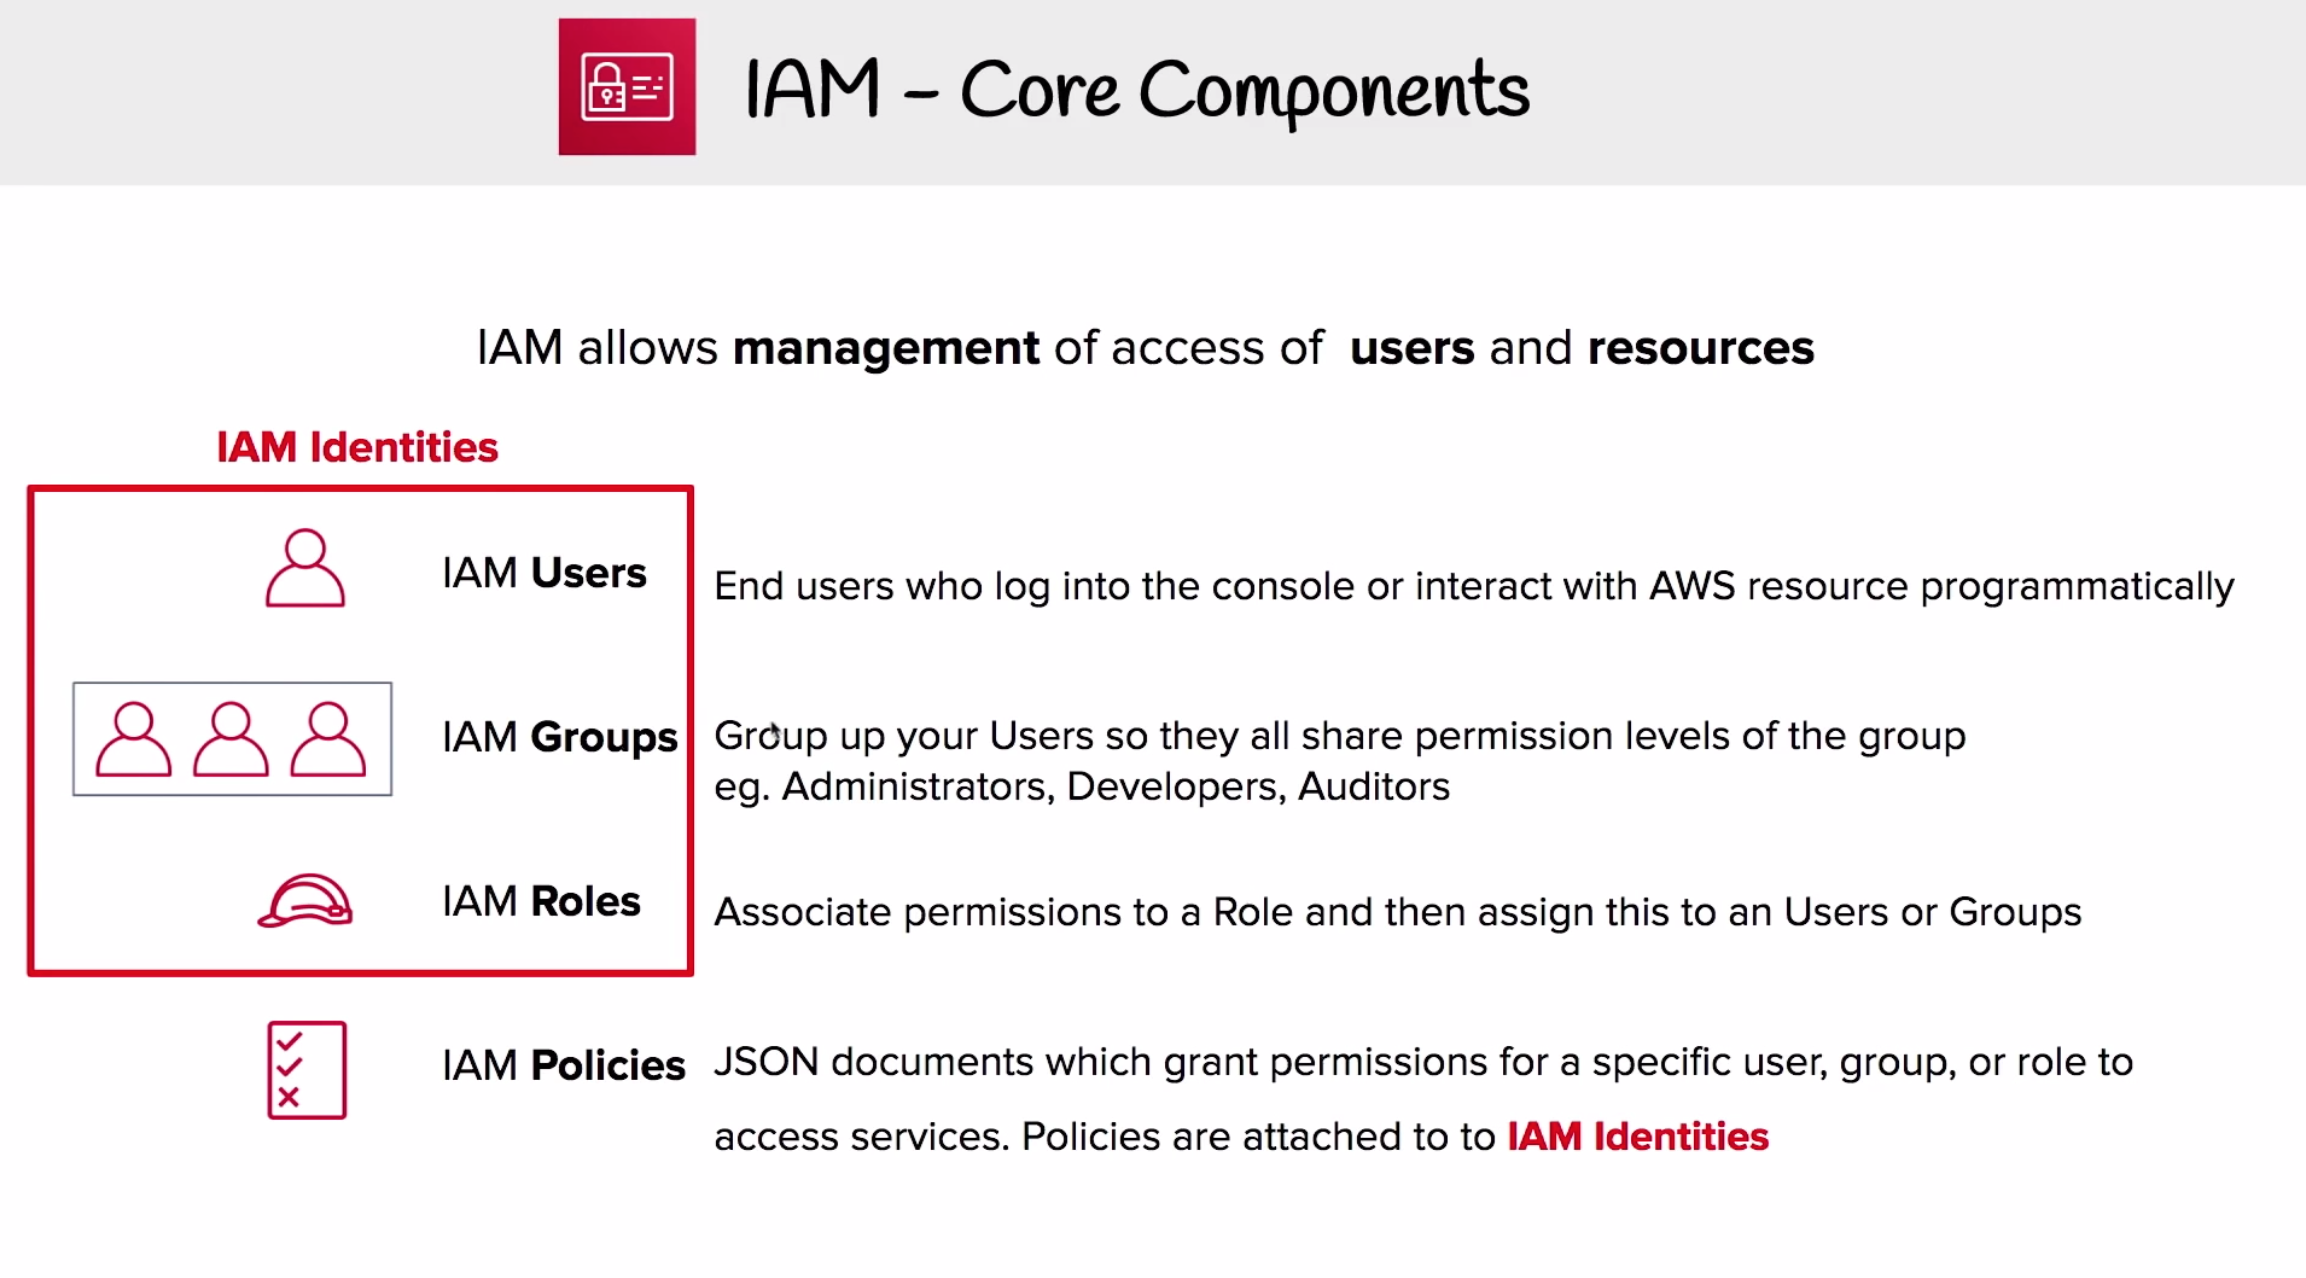 IAM - Core Components
IAM allows management of access of users and resources
IAM Identities
IAM Users
End users who log into the console or interact with AWS resource programmatically
IAM Groups
Group up your Users so they all share permission levels of the group
eg. Administrators, Developers, Auditors
IAM Roles
Associate permissions to a Role and then assign this to an Users or Groups
IAM Policies
JSON documents which grant permissions for a specific user, group, or role to
access services. Policies are attached to to IAM Identities